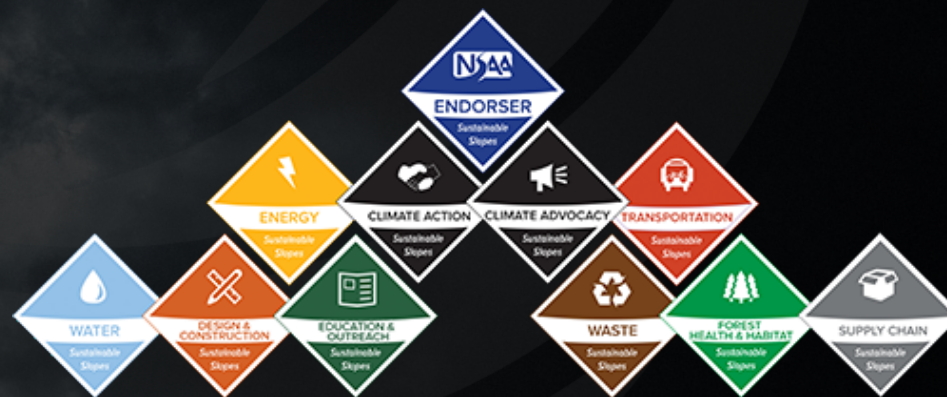 NSAA
ENDORSER
Sustainable
Slopes
ENERGY
Sustainable
Slopes
CLIMATE ACTION
Sustainable
Slopes
CLIMATE ADVOCACY
Sustainable
Slopes
TRANSPORTATION
Sustainable
Slopes
WATER
Sustainable
Slopes
DESIGN &
CONSTRUCTION
Sustainable
Slopes
EDUCATION &
OUTREACH
Sustainable
Slopes
WASTE
Sustainable
Slopes
FOREST
HEALTH & HABITAT
Sustainable
Slopes
SUPPLY CHAIN
Sustainable
Slopes